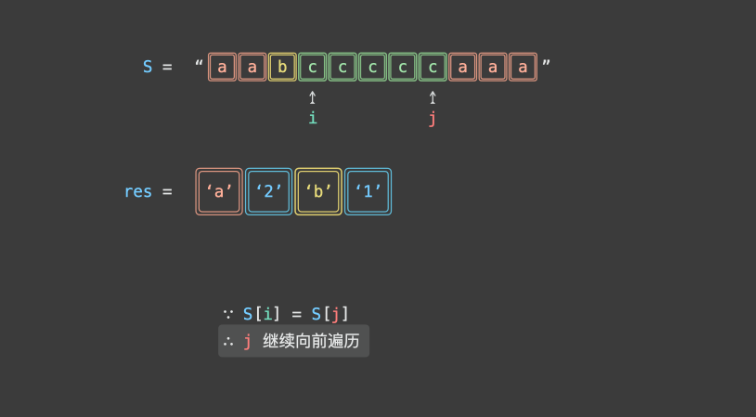 S = “ a a b c c c c c a a a ”
↑ ↑
i j
res = ‘a’ ‘2’ ‘b’ ‘1’
∵ S[i] = S[j]
∴ j 继续向前遍历